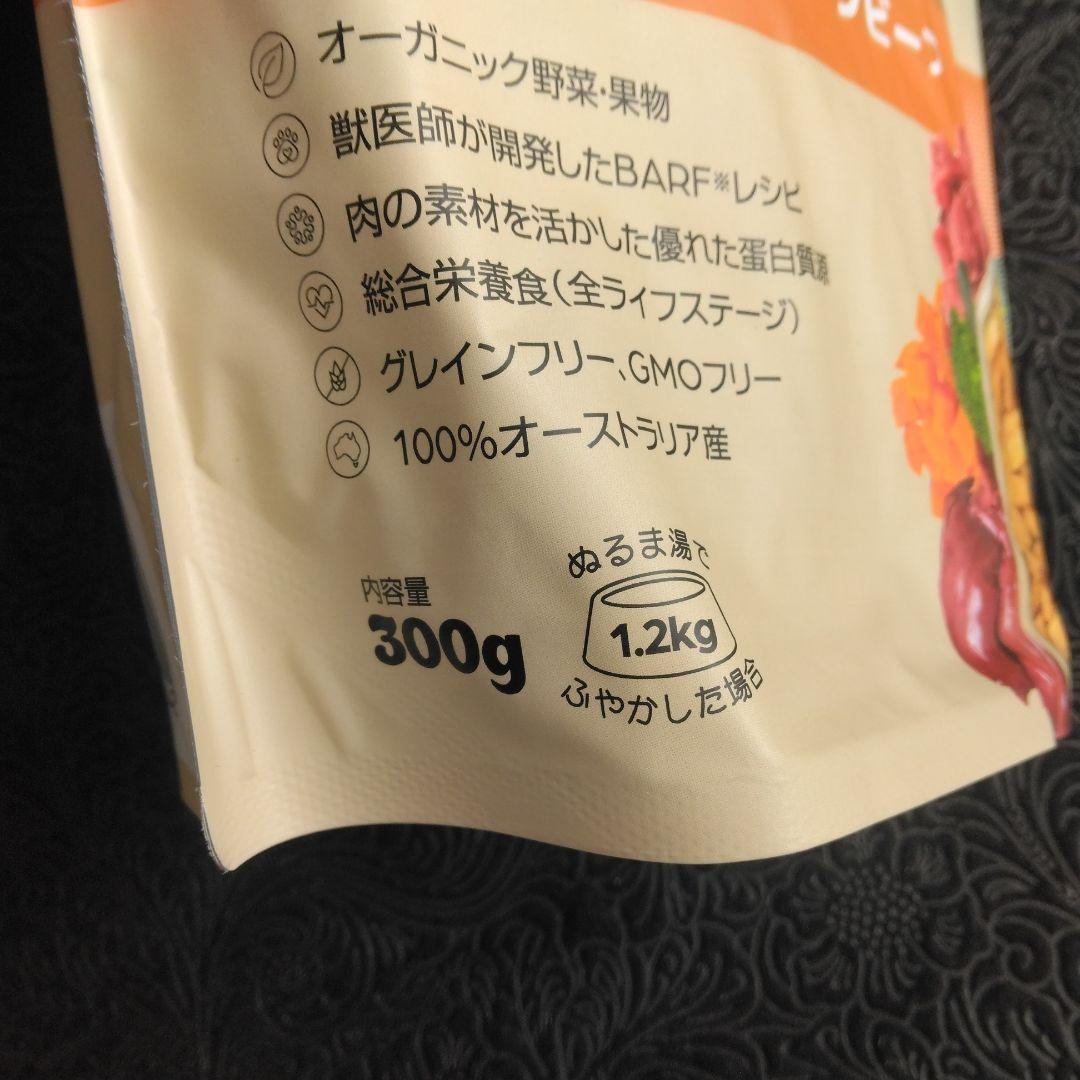 オーガニック野菜・果物
獣医師が開発したBARF※レシピ
肉の素材を活かした優れた蛋白質源
総合栄養食（全ライフステージ）
グレインフリー、GMOフリー
100%オーストラリア産
内容量
300g
ぬるま湯で
1.2kg
ふやかした場合